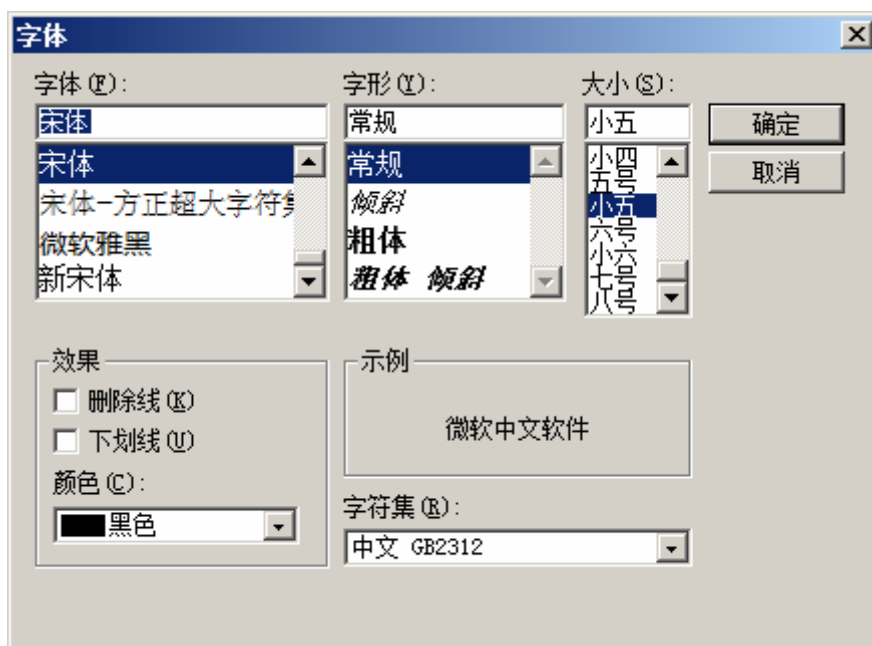 字体
字体(F):
宋体
宋体
宋体-方正超大字符集
微软雅黑
新宋体
字形(Y):
常规
常规
倾斜
粗体
粗体 倾斜
大小(S):
小五
小四
五号
小五
六号
小六
七号
八号
确定
取消
效果
删除线(K)
下划线(U)
颜色(C):
黑色
示例
微软中文软件
字符集(R):
中文 GB2312